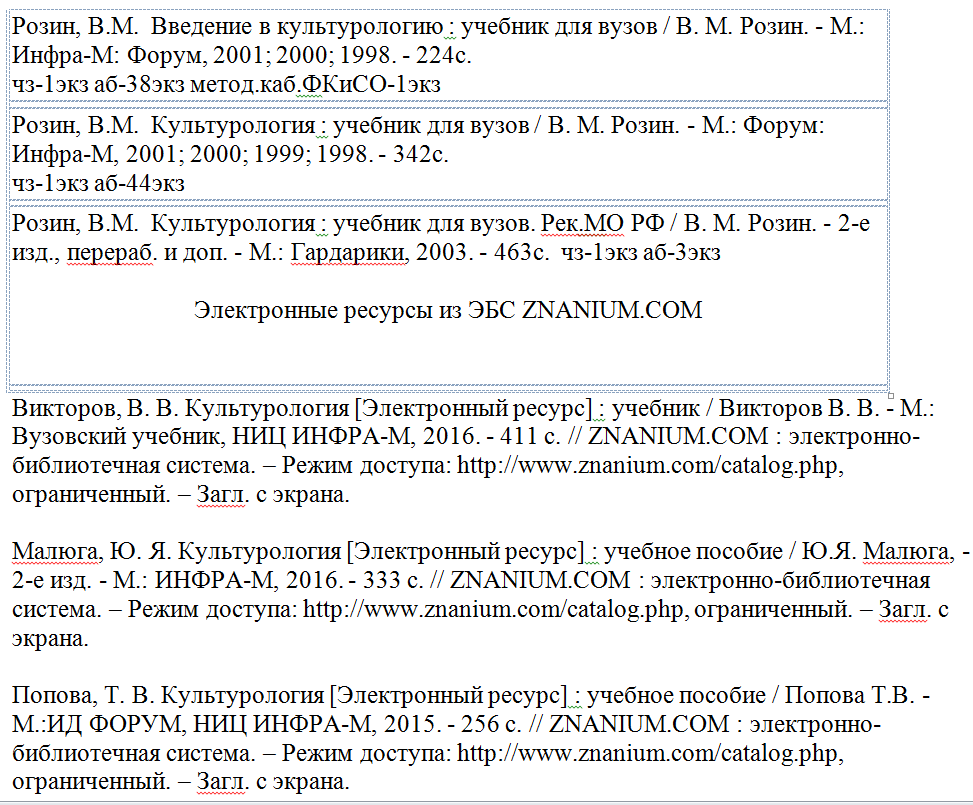 Розин, В.М.  Введение в культурологию : учебник для вузов / В. М. Розин. - М.:
Инфра-М: Форум, 2001; 2000; 1998. - 224с.
чз-1экз аб-38экз метод.каб.ФКиСО-1экз
Розин, В.М.  Культурология : учебник для вузов / В. М. Розин. - М.: Форум:
Инфра-М, 2001; 2000; 1999; 1998. - 342с.
чз-1экз аб-44экз
Розин, В.М.  Культурология : учебник для вузов. Рек.МО РФ / В. М. Розин. - 2-е
изд., перераб. и доп. - М.: Гардарики, 2003. - 463с.  чз-1экз аб-3экз
Электронные ресурсы из ЭБС ZNANIUM.COM
Викторов, В. В. Культурология [Электронный ресурс] : учебник / Викторов В. В. - М.:
Вузовский учебник, НИЦ ИНФРА-М, 2016. - 411 с. // ZNANIUM.COM : электронно-
библиотечная система. – Режим доступа: http://www.znanium.com/catalog.php,
ограниченный. – Загл. с экрана.
Малюга, Ю. Я. Культурология [Электронный ресурс] : учебное пособие / Ю.Я. Малюга, -
2-е изд. - М.: ИНФРА-М, 2016. - 333 с. // ZNANIUM.COM : электронно-библиотечная
система. – Режим доступа: http://www.znanium.com/catalog.php, ограниченный. – Загл. с
экрана.
Попова, Т. В. Культурология [Электронный ресурс] : учебное пособие / Попова Т.В. -
М.:ИД ФОРУМ, НИЦ ИНФРА-М, 2015. - 256 с. // ZNANIUM.COM : электронно-
библиотечная система. – Режим доступа: http://www.znanium.com/catalog.php,
ограниченный. – Загл. с экрана.